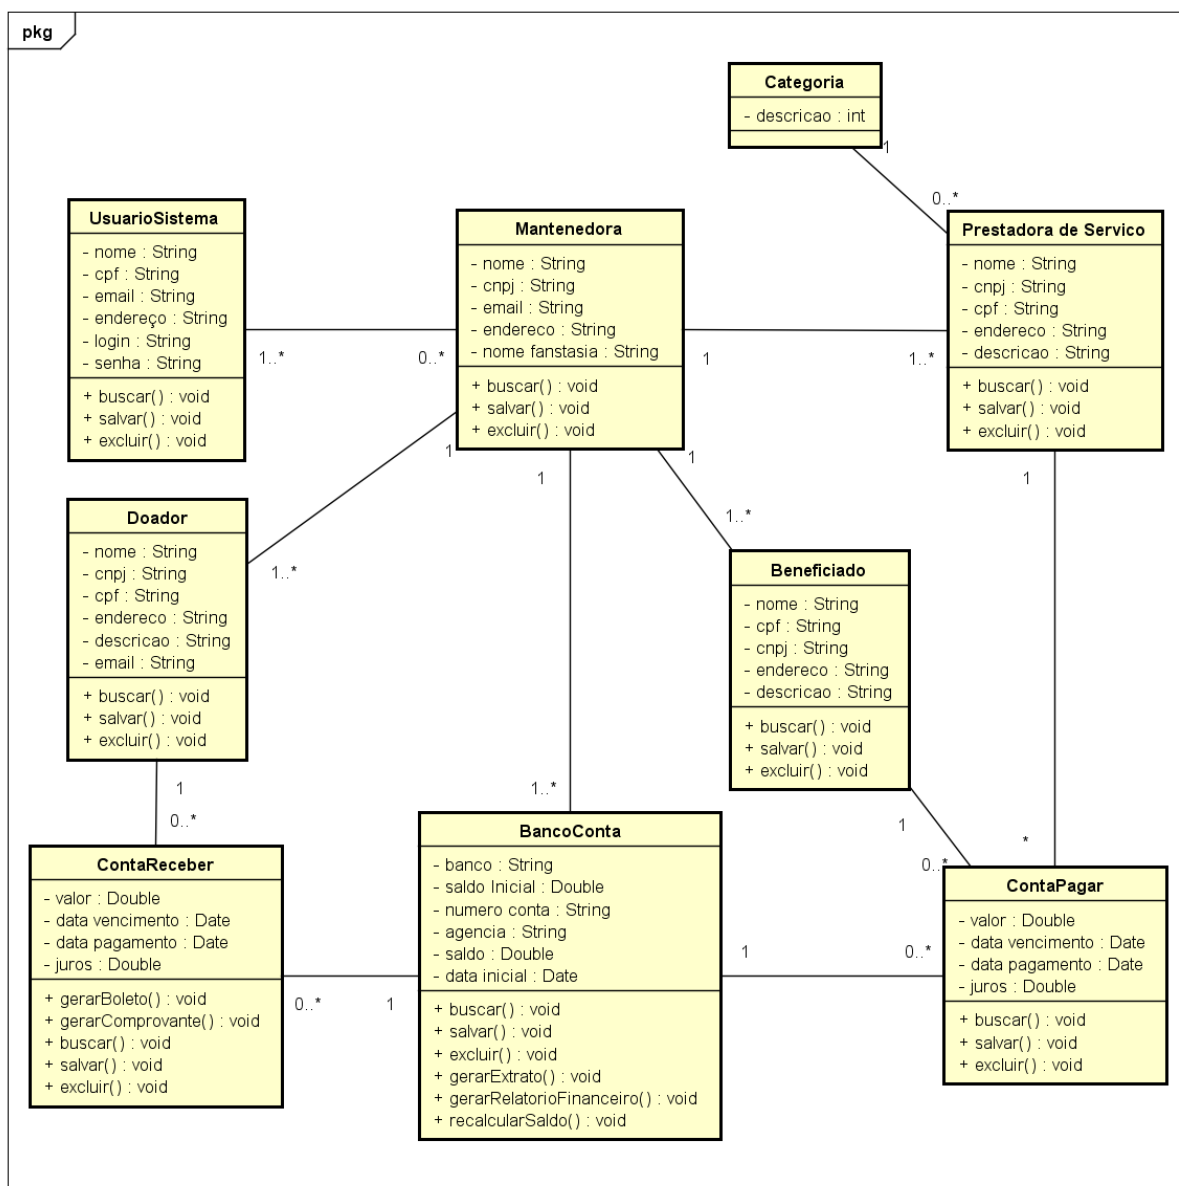 pkg
Categoria
- descricao : int
1
0..*
UsuarioSistema
- nome : String
- cpf : String
- email : String
- endereço : String
- login : String
- senha : String
+ buscar() : void
+ salvar() : void
+ excluir() : void
1..*
0..*
Mantenedora
- nome : String
- cnpj : String
- email : String
- endereco : String
- nome fanstasia : String
+ buscar() : void
+ salvar() : void
+ excluir() : void
1
1..*
Prestadora de Servico
- nome : String
- cnpj : String
- cpf : String
- endereco : String
- descricao : String
+ buscar() : void
+ salvar() : void
+ excluir() : void
1
1
1
1
1..*
1..*
Doador
- nome : String
- cnpj : String
- cpf : String
- endereco : String
- descricao : String
- email : String
+ buscar() : void
+ salvar() : void
+ excluir() : void
1
0..*
Beneficiado
- nome : String
- cpf : String
- cnpj : String
- endereco : String
- descricao : String
+ buscar() : void
+ salvar() : void
+ excluir() : void
1
0..*
*
1..*
ContaReceber
- valor : Double
- data vencimento : Date
- data pagamento : Date
- juros : Double
+ gerarBoleto() : void
+ gerarComprovante() : void
+ buscar() : void
+ salvar() : void
+ excluir() : void
0..*
1
BancoConta
- banco : String
- saldo Inicial : Double
- numero conta : String
- agencia : String
- saldo : Double
- data inicial : Date
+ buscar() : void
+ salvar() : void
+ excluir() : void
+ gerarExtrato() : void
+ gerarRelatorioFinanceiro() : void
+ recalcularSaldo() : void
1
0..*
ContaPagar
- valor : Double
- data vencimento : Date
- data pagamento : Date
- juros : Double
+ buscar() : void
+ salvar() : void
+ excluir() : void